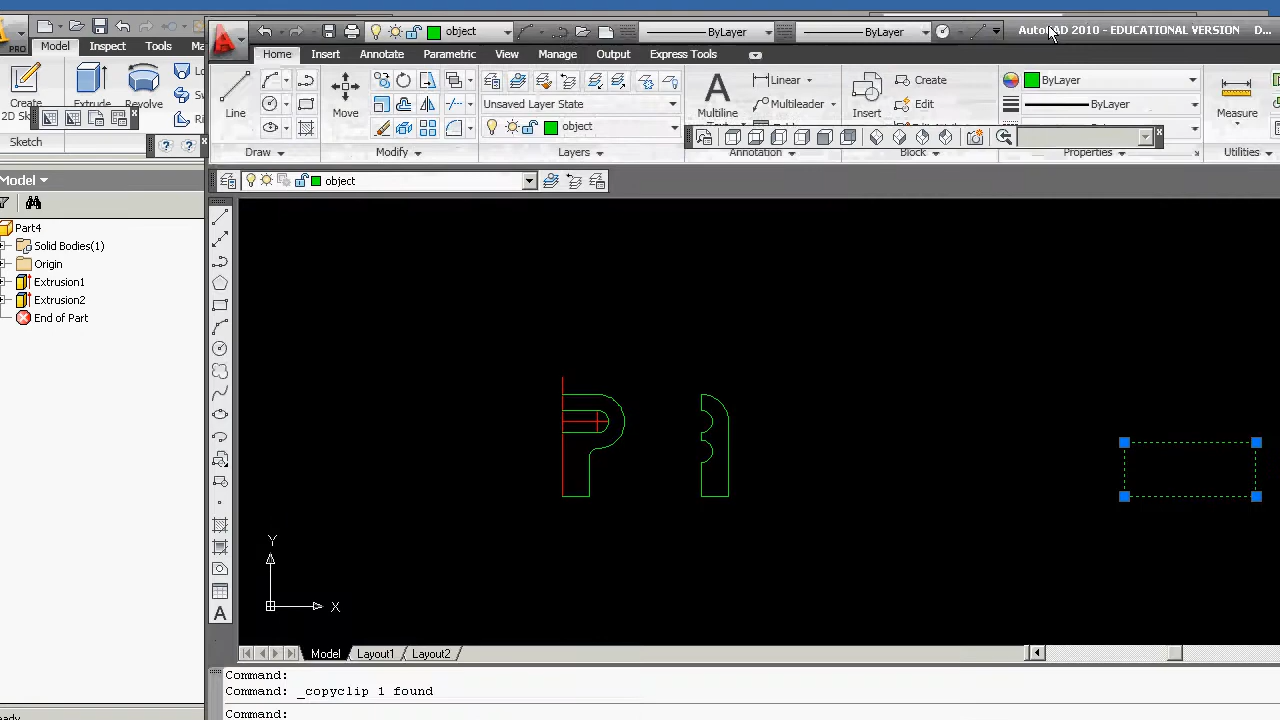 PRO
Model
Inspect
Tools
Create
2D Sk
Extrude
Revolve
Sketch
Model
Part4
Solid Bodies(1)
Origin
Extrusion1
Extrusion2
End of Part
object
ByLayer
ByLayer
AutoCAD 2010 - EDUCATIONAL VERSION D...
Home
Insert
Annotate
Parametric
View
Manage
Output
Express Tools
Line
Move
Unsaved Layer State
object
Draw
Modify
Layers
A
Multiline
Linear
Multileader
Annotation
Insert
Create
Edit
Block
ByLayer
ByLayer
Properties
Measure
Utilities
object
A
Y
X
Model
Layout1
Layout2
Command:
Command: _copyclip 1 found
Command: